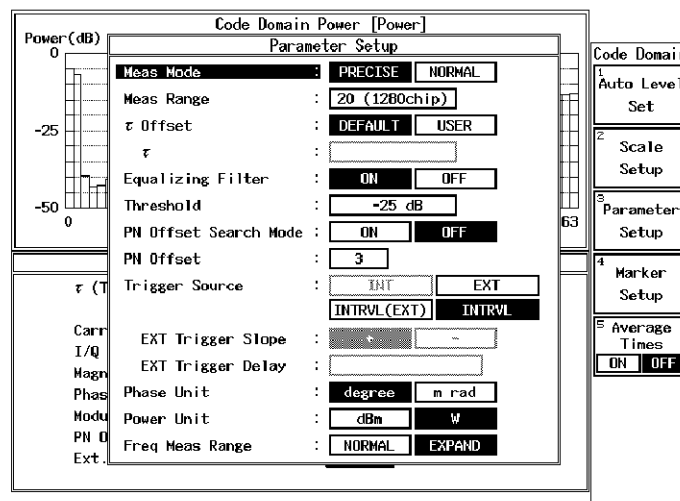 Code Domain Power [Power]
Power(dB)
0
-25
-50
0
63
Parameter Setup
Meas Mode : PRECISE NORMAL
Meas Range : 20 (1280chip)
τ Offset : DEFAULT USER
τ :
Equalizing Filter : ON OFF
Threshold : -25 dB
PN Offset Search Mode : ON OFF
PN Offset : 3
Trigger Source : INT EXT
INTRVL(EXT) INTRVL
EXT Trigger Slope : + -
EXT Trigger Delay :
Phase Unit : degree m rad
Power Unit : dBm W
Freq Meas Range : NORMAL EXPAND
τ (T
Carr
I/Q
Magn
Phas
Modu
PN O
Ext.
Code Domain
1
Auto Level
Set
2
Scale
Setup
3
Parameter
Setup
4
Marker
Setup
5 Average
Times
ON OFF